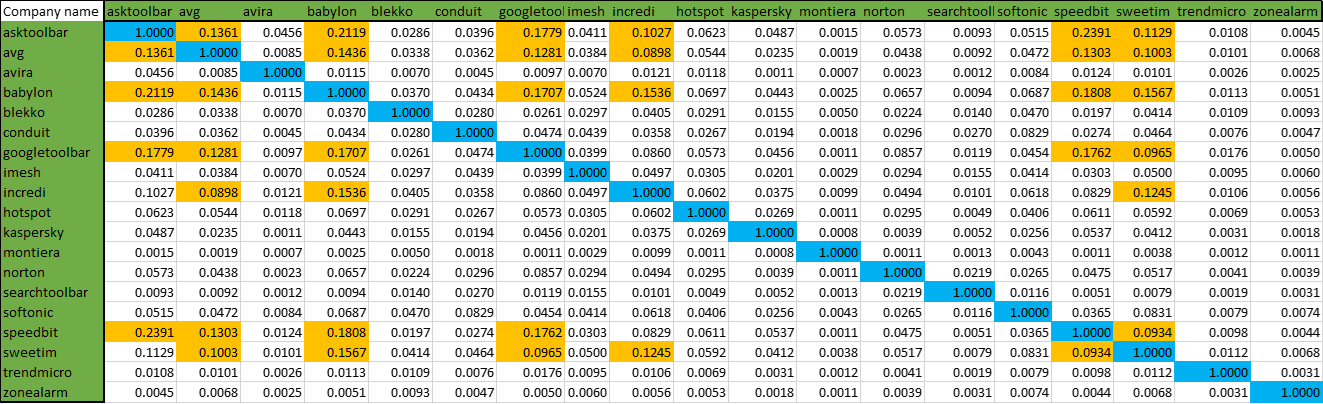 Company name asktoolbar avg avira babylon blekko conduit googletool imesh incredi hotspot kaspersky montiera norton searchtooll softonic speedbit sweetim trendmicro zonealarm
asktoolbar 1.0000 0.1361 0.0456 0.2119 0.0286 0.0396 0.1779 0.0411 0.1027 0.0623 0.0487 0.0015 0.0573 0.0093 0.0515 0.2391 0.1129 0.0108 0.0045
avg 0.1361 1.0000 0.0085 0.1436 0.0338 0.0362 0.1281 0.0384 0.0898 0.0544 0.0235 0.0019 0.0438 0.0092 0.0472 0.1303 0.1003 0.0101 0.0068
avira 0.0456 0.0085 1.0000 0.0115 0.0070 0.0045 0.0097 0.0070 0.0121 0.0118 0.0011 0.0007 0.0023 0.0012 0.0084 0.0124 0.0101 0.0026 0.0025
babylon 0.2119 0.1436 0.0115 1.0000 0.0370 0.0434 0.1707 0.0524 0.1536 0.0697 0.0443 0.0025 0.0657 0.0094 0.0687 0.1808 0.1567 0.0113 0.0051
blekko 0.0286 0.0338 0.0070 0.0370 1.0000 0.0280 0.0261 0.0297 0.0405 0.0291 0.0155 0.0050 0.0224 0.0140 0.0470 0.0197 0.0414 0.0109 0.0093
conduit 0.0396 0.0362 0.0045 0.0434 0.0280 1.0000 0.0474 0.0439 0.0358 0.0267 0.0194 0.0018 0.0296 0.0270 0.0829 0.0274 0.0464 0.0076 0.0047
googletoolbar 0.1779 0.1281 0.0097 0.1707 0.0261 0.0474 1.0000 0.0399 0.0860 0.0573 0.0456 0.0011 0.0857 0.0119 0.0454 0.1762 0.0965 0.0176 0.0050
imesh 0.0411 0.0384 0.0070 0.0524 0.0297 0.0439 0.0399 1.0000 0.0497 0.0305 0.0201 0.0029 0.0294 0.0155 0.0414 0.0303 0.0500 0.0095 0.0060
incredi 0.1027 0.0898 0.0121 0.1536 0.0405 0.0358 0.0860 0.0497 1.0000 0.0602 0.0375 0.0099 0.0494 0.0101 0.0618 0.0829 0.1245 0.0106 0.0056
hotspot 0.0623 0.0544 0.0118 0.0697 0.0291 0.0267 0.0573 0.0305 0.0602 1.0000 0.0269 0.0011 0.0295 0.0049 0.0406 0.0611 0.0592 0.0069 0.0053
kaspersky 0.0487 0.0235 0.0011 0.0443 0.0155 0.0194 0.0456 0.0201 0.0375 0.0269 1.0000 0.0008 0.0039 0.0052 0.0256 0.0537 0.0412 0.0031 0.0018
montiera 0.0015 0.0019 0.0007 0.0025 0.0050 0.0018 0.0011 0.0029 0.0099 0.0011 0.0008 1.0000 0.0011 0.0013 0.0043 0.0011 0.0038 0.0012 0.0011
norton 0.0573 0.0438 0.0023 0.0657 0.0224 0.0296 0.0857 0.0294 0.0494 0.0295 0.0039 0.0011 1.0000 0.0219 0.0265 0.0475 0.0517 0.0041 0.0039
searchtoolbar 0.0093 0.0092 0.0012 0.0094 0.0140 0.0270 0.0119 0.0155 0.0101 0.0049 0.0052 0.0013 0.0219 1.0000 0.0116 0.0051 0.0079 0.0019 0.0031
softonic 0.0515 0.0472 0.0084 0.0687 0.0470 0.0829 0.0454 0.0414 0.0618 0.0406 0.0256 0.0043 0.0265 0.0116 1.0000 0.0365 0.0831 0.0079 0.0074
speedbit 0.2391 0.1303 0.0124 0.1808 0.0197 0.0274 0.1762 0.0303 0.0829 0.0611 0.0537 0.0011 0.0475 0.0051 0.0365 1.0000 0.0934 0.0098 0.0044
sweetim 0.1129 0.1003 0.0101 0.1567 0.0414 0.0464 0.0965 0.0500 0.1245 0.0592 0.0412 0.0038 0.0517 0.0079 0.0831 0.0934 1.0000 0.0112 0.0068
trendmicro 0.0108 0.0101 0.0026 0.0113 0.0109 0.0076 0.0176 0.0095 0.0106 0.0069 0.0031 0.0012 0.0041 0.0019 0.0079 0.0098 0.0112 1.0000 0.0031
zonealarm 0.0045 0.0068 0.0025 0.0051 0.0093 0.0047 0.0050 0.0060 0.0056 0.0053 0.0018 0.0011 0.0039 0.0031 0.0074 0.0044 0.0068 0.0031 1.0000